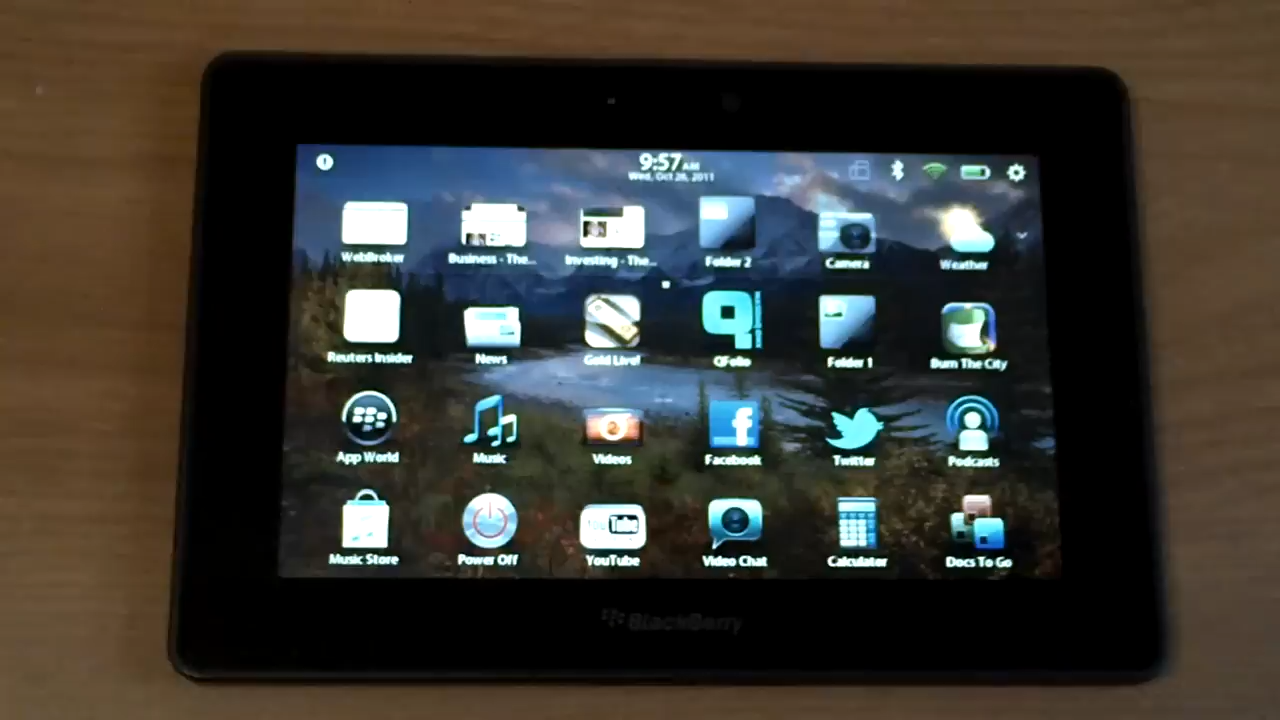 9:57 AM
Wed, Oct 26, 2011
WebBroker
Business - The...
Investing - The...
Folder 2
Camera
Weather
Reuters Insider
News
Gold Live!
QFolio
Folder 1
Burn The City
App World
Music
Videos
Facebook
Twitter
Podcasts
YouTube
Music Store
Power Off
YouTube
Video Chat
Calculator
Docs To Go
BlackBerry